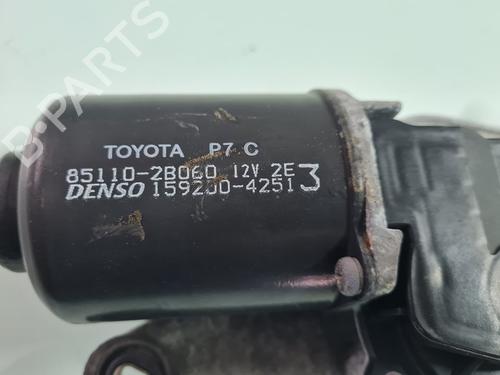 TOYOTA P7 C
85110-2B060 12V 2E
DENSO 159200-4251 3
B-PARTS